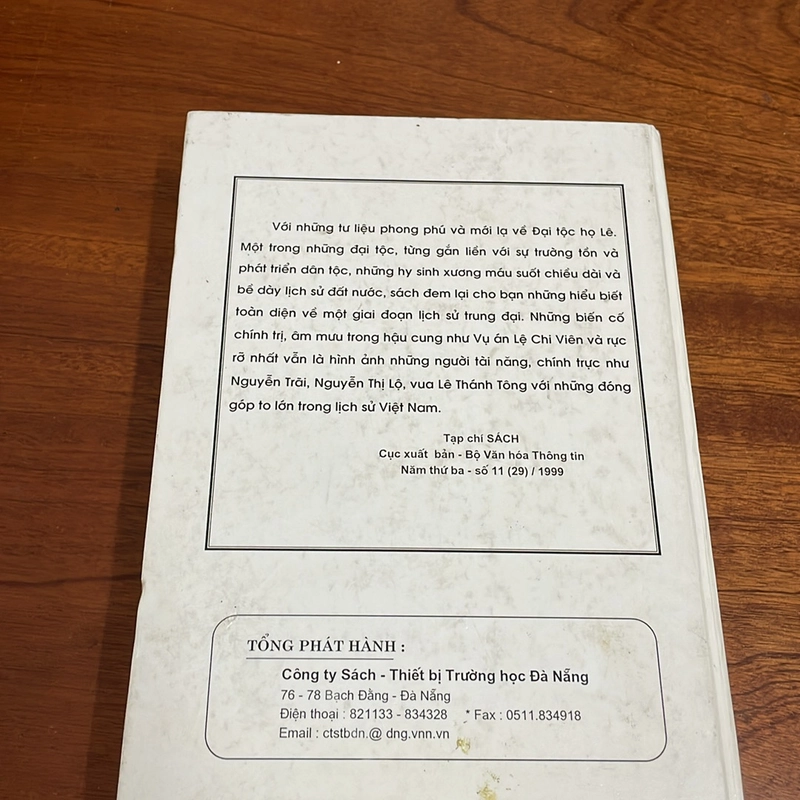 Với những tư liệu phong phú và mới lạ về Đại tộc họ Lê.
Một trong những đại tộc, từng gắn liền với sự trường tồn và
phát triển dân tộc, những hy sinh xương máu suốt chiều dài và
bề dày lịch sử đất nước, sách đem lại cho bạn những hiểu biết
toàn diện về một giai đoạn lịch sử trung đại. Những biến cố
chính trị, âm mưu trong hậu cung như Vụ án Lệ Chi Viên và rực
rỡ nhất vẫn là hình ảnh những người tài năng, chính trực như
Nguyễn Trãi, Nguyễn Thị Lộ, vua Lê Thánh Tông với những đóng
góp to lớn trong lịch sử Việt Nam.
Tạp chí SÁCH
Cục xuất bản - Bộ Văn hóa Thông tin
Năm thứ ba - số 11 (29) / 1999
TỔNG PHÁT HÀNH :
Công ty Sách - Thiết bị Trường học Đà Nẵng
76 - 78 Bạch Đằng - Đà Nẵng
Điện thoại : 821133 - 834328 * Fax : 0511.834918
Email : ctstbdn.@ dng.vnn.vn